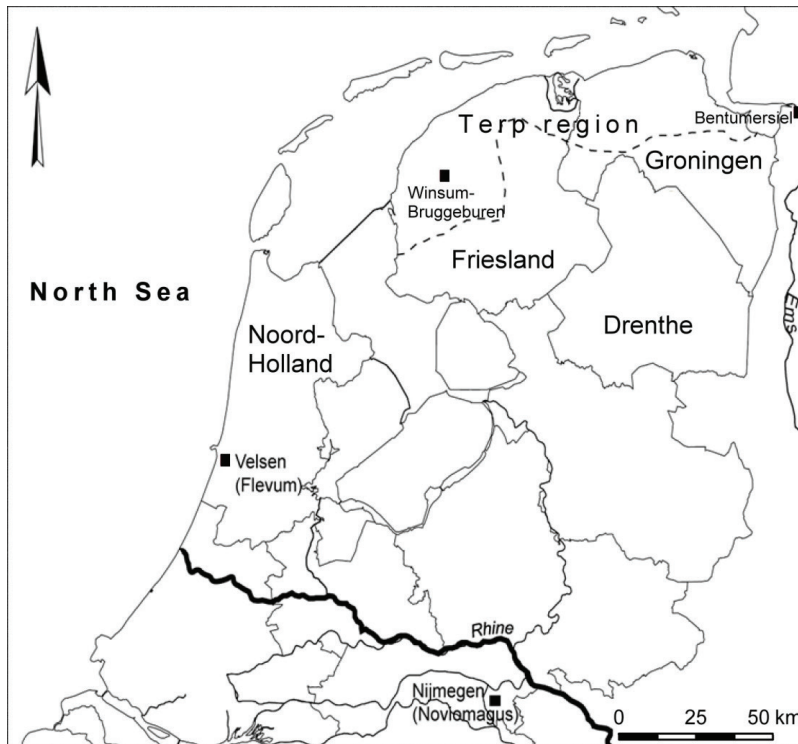 Terp region
Bentumersiel
Groningen
Winsum-
Bruggeburen
Friesland
North Sea
Ems
Drenthe
Noord-
Holland
Velsen
(Flevum)
Rhine
Nijmegen
(Noviomagus)
0 25 50 km